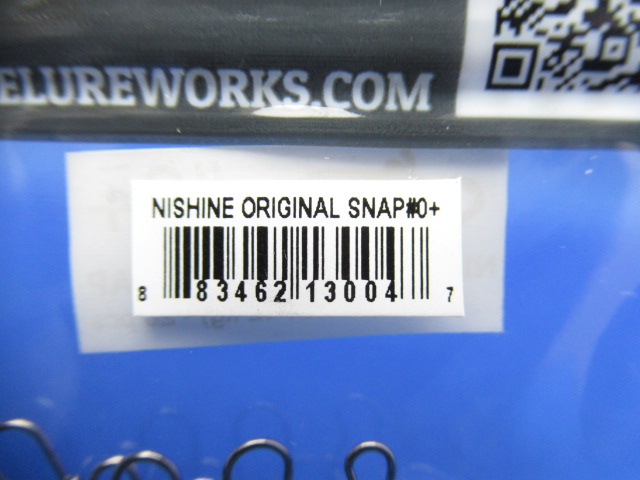 ELUREWORKS.COM
NISHINE ORIGINAL SNAP#0+
8 83462 13004 7